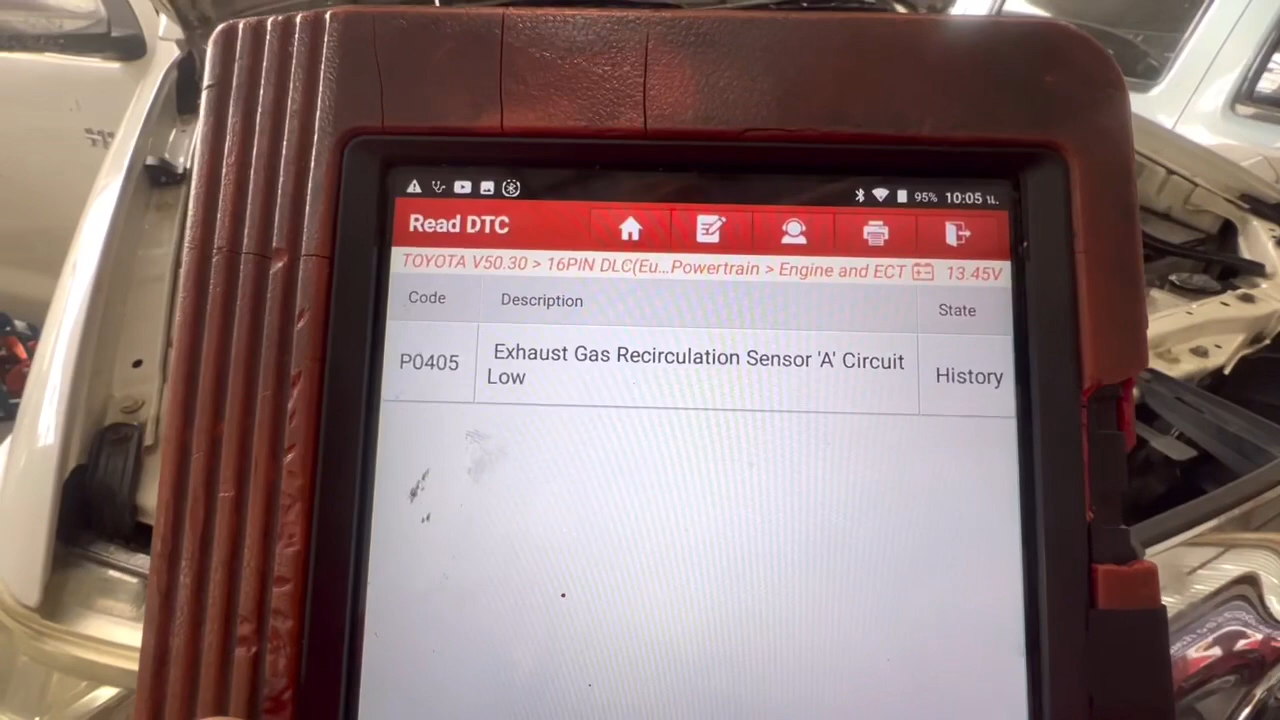 95% 10:05 น.
Read DTC
TOYOTA V50.30 > 16PIN DLC(Eu...Powertrain > Engine and ECT 13.45V
Code Description State
P0405 Exhaust Gas Recirculation Sensor 'A' Circuit Low History